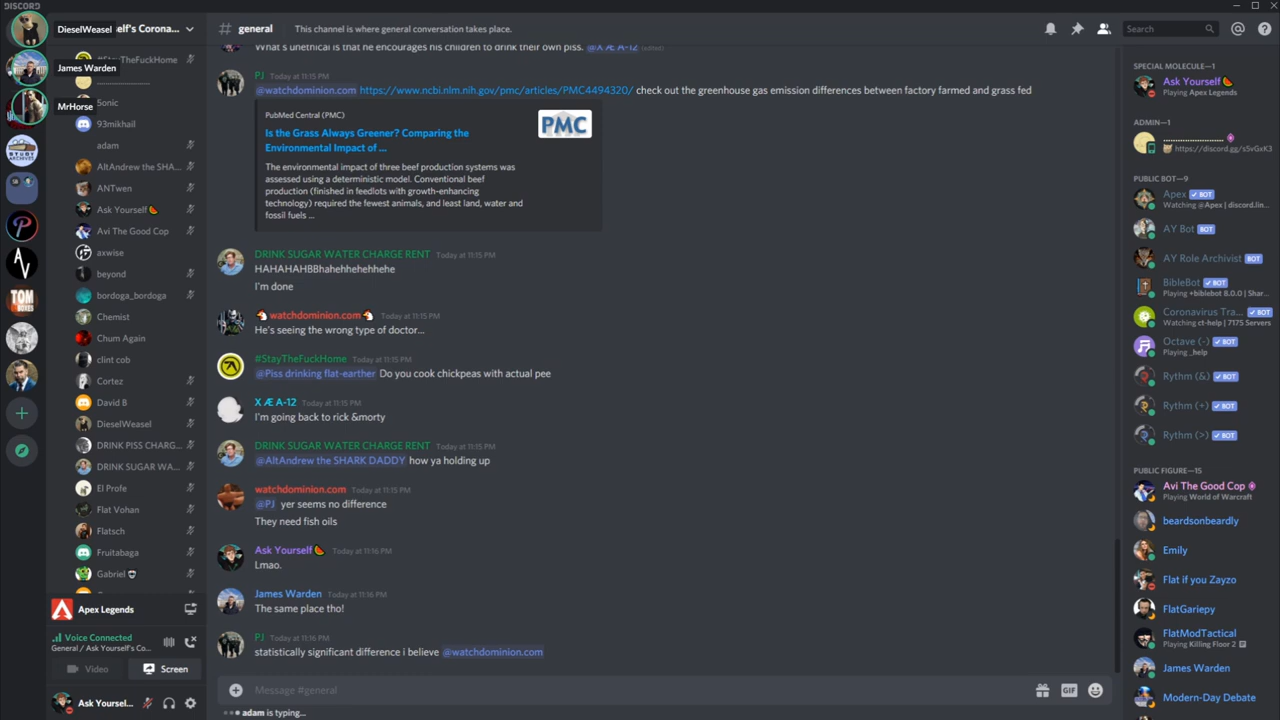 DISCORD
DieselWeasel
lf's Corona...
James Warden
MrHorse
#StayTheFuckHome
........................
Sonic
93mikhail
adam
AltAndrew the SHA...
ANTwen
Ask Yourself
Avi The Good Cop
axwise
beyond
bordoga_bordoga
Chemist
Chum Again
clint cob
Cortez
David B
DieselWeasel
DRINK PISS CHARG...
DRINK SUGAR WA...
El Profe
Flat Vohan
Flatsch
Fruitabaga
Gabriel
STUDY ARCHIVES
AV
TOM BOXES
Apex Legends
Voice Connected
General / Ask Yourself's Co...
Video
Screen
Ask Yoursel...
# general
This channel is where general conversation takes place.
Search
What's unethical is that he encourages his children to drink their own piss. @X Æ A-12 (edited)
PJ Today at 11:15 PM
@watchdominion.com https://www.ncbi.nlm.nih.gov/pmc/articles/PMC4494320/ check out the greenhouse gas emission differences between factory farmed and grass fed
PubMed Central (PMC)
Is the Grass Always Greener? Comparing the
Environmental Impact of ...
The environmental impact of three beef production systems was
assessed using a deterministic model. Conventional beef
production (finished in feedlots with growth-enhancing
technology) required the fewest animals, and least land, water and
fossil fuels ...
PMC
DRINK SUGAR WATER CHARGE RENT Today at 11:15 PM
HAHAHAHBBhahehhehehhehe
I'm done
watchdominion.com Today at 11:15 PM
He's seeing the wrong type of doctor...
#StayTheFuckHome Today at 11:15 PM
@Piss drinking flat-earther Do you cook chickpeas with actual pee
X Æ A-12 Today at 11:15 PM
I'm going back to rick &morty
DRINK SUGAR WATER CHARGE RENT Today at 11:15 PM
@AltAndrew the SHARK DADDY how ya holding up
watchdominion.com Today at 11:15 PM
@PJ yer seems no difference
They need fish oils
Ask Yourself Today at 11:16 PM
Lmao.
James Warden Today at 11:16 PM
The same place tho!
PJ Today at 11:16 PM
statistically significant difference i believe @watchdominion.com
Message #general
GIF
adam is typing...
SPECIAL MOLECULE—1
Ask Yourself
Playing Apex Legends
ADMIN—1
........................
https://discord.gg/s5vGxK3
PUBLIC BOT—9
Apex BOT
Watching @Apex | discord.lin...
AY Bot BOT
AY Role Archivist BOT
BibleBot BOT
Playing +biblebot 8.0.0 | Shar...
Coronavirus Tra... BOT
Watching ct-help | 7175 Servers
Octave (-) BOT
Playing _help
Rythm (&) BOT
Rythm (+) BOT
Rythm (>) BOT
PUBLIC FIGURE—15
Avi The Good Cop
Playing World of Warcraft
beardsonbeardly
Emily
Flat if you Zayzo
FlatGariepy
FlatModTactical
Playing Killing Floor 2
James Warden
Modern-Day Debate